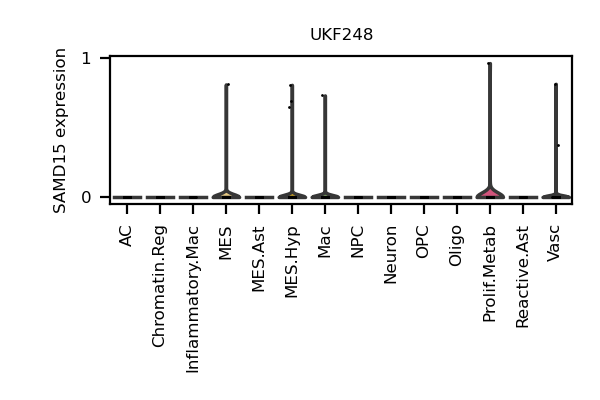 UKF248
SAMD15 expression
1
0
AC
Chromatin.Reg
Inflammatory.Mac
MES
MES.Ast
MES.Hyp
Mac
NPC
Neuron
OPC
Oligo
Prolif.Metab
Reactive.Ast
Vasc